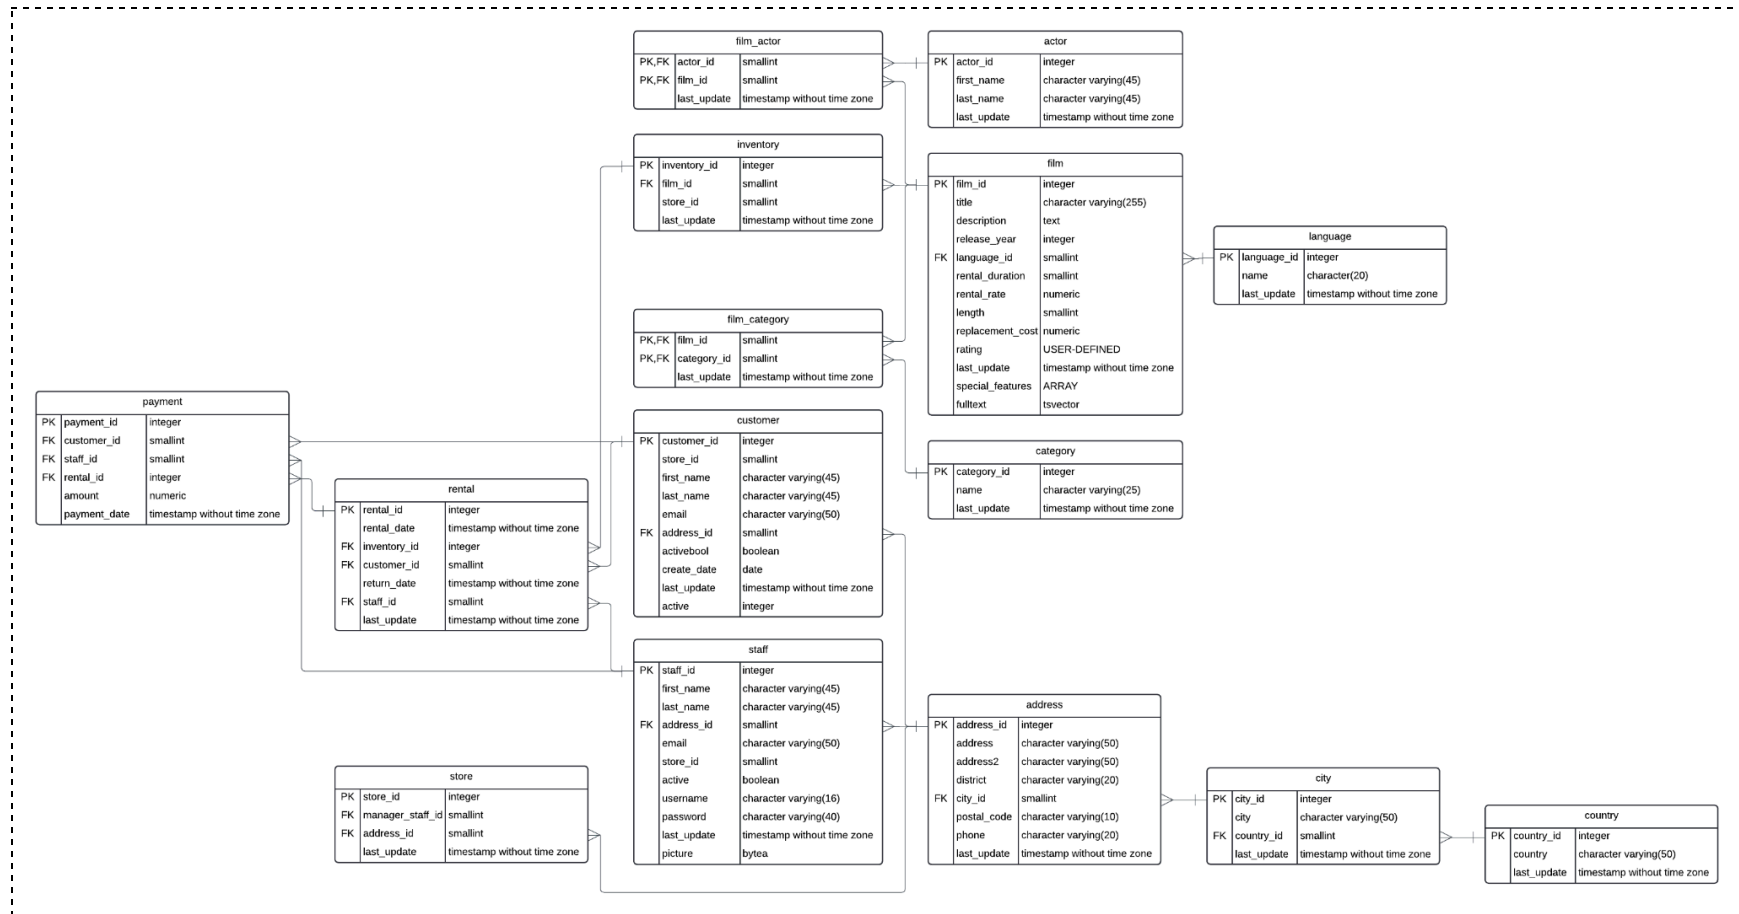 film_actor
PK,FK actor_id smallint
PK,FK film_id smallint
last_update timestamp without time zone
actor
PK actor_id integer
first_name character varying(45)
last_name character varying(45)
last_update timestamp without time zone
inventory
PK inventory_id integer
FK film_id smallint
store_id smallint
last_update timestamp without time zone
film
PK film_id integer
title character varying(255)
description text
release_year integer
FK language_id smallint
rental_duration smallint
rental_rate numeric
length smallint
replacement_cost numeric
rating USER-DEFINED
last_update timestamp without time zone
special_features ARRAY
fulltext tsvector
language
PK language_id integer
name character(20)
last_update timestamp without time zone
film_category
PK,FK film_id smallint
PK,FK category_id smallint
last_update timestamp without time zone
payment
PK payment_id integer
FK customer_id smallint
FK staff_id smallint
FK rental_id integer
amount numeric
payment_date timestamp without time zone
customer
PK customer_id integer
store_id smallint
first_name character varying(45)
last_name character varying(45)
email character varying(50)
FK address_id smallint
activebool boolean
create_date date
last_update timestamp without time zone
active integer
category
PK category_id integer
name character varying(25)
last_update timestamp without time zone
rental
PK rental_id integer
rental_date timestamp without time zone
FK inventory_id integer
FK customer_id smallint
return_date timestamp without time zone
FK staff_id smallint
last_update timestamp without time zone
staff
PK staff_id integer
first_name character varying(45)
last_name character varying(45)
FK address_id smallint
email character varying(50)
store_id smallint
active boolean
username character varying(16)
password character varying(40)
last_update timestamp without time zone
picture bytea
address
PK address_id integer
address character varying(50)
address2 character varying(50)
district character varying(20)
FK city_id smallint
postal_code character varying(10)
phone character varying(20)
last_update timestamp without time zone
store
PK store_id integer
FK manager_staff_id smallint
FK address_id smallint
last_update timestamp without time zone
city
PK city_id integer
city character varying(50)
FK country_id smallint
last_update timestamp without time zone
country
PK country_id integer
country character varying(50)
last_update timestamp without time zone